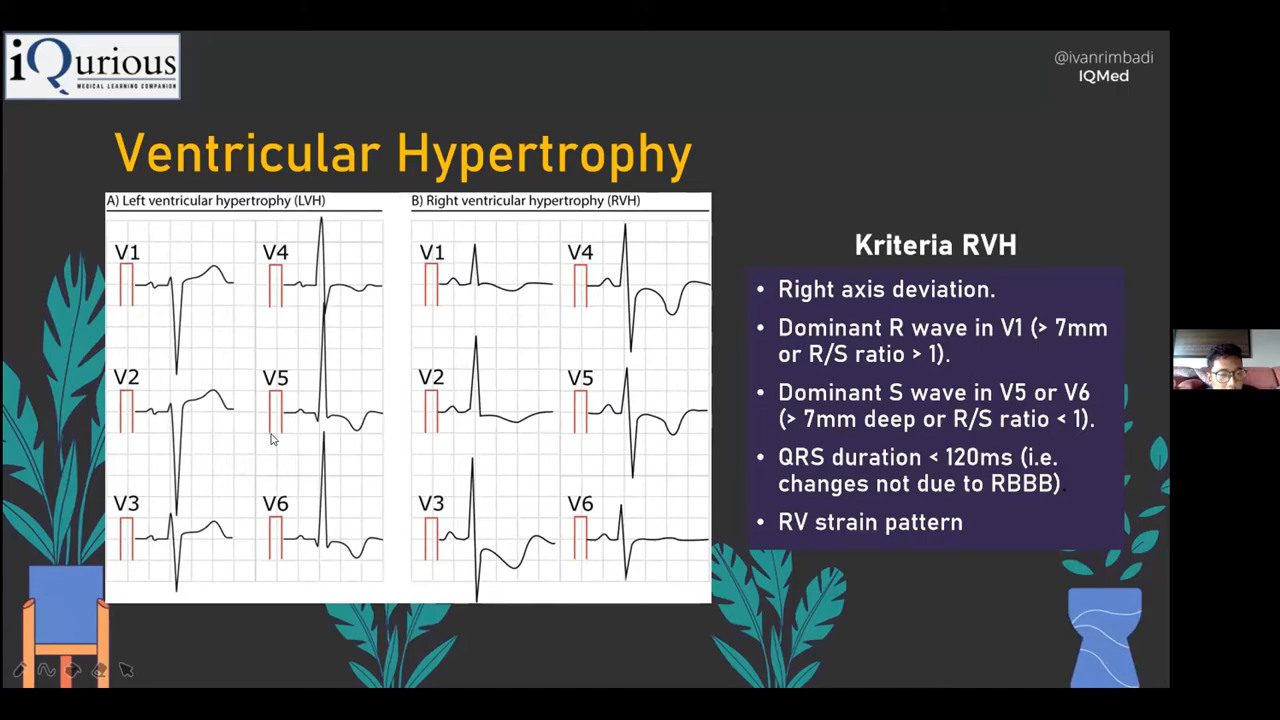 iQurious
MEDICAL LEARNING COMPANION
@ivanrimbadi
IQMed
Ventricular Hypertrophy
A) Left ventricular hypertrophy (LVH)
V1
V4
V2
V5
V3
V6
B) Right ventricular hypertrophy (RVH)
V1
V4
V2
V5
V3
V6
Kriteria RVH
• Right axis deviation.
• Dominant R wave in V1 (> 7mm
or R/S ratio > 1).
• Dominant S wave in V5 or V6
(> 7mm deep or R/S ratio < 1).
• QRS duration < 120ms (i.e.
changes not due to RBBB).
• RV strain pattern